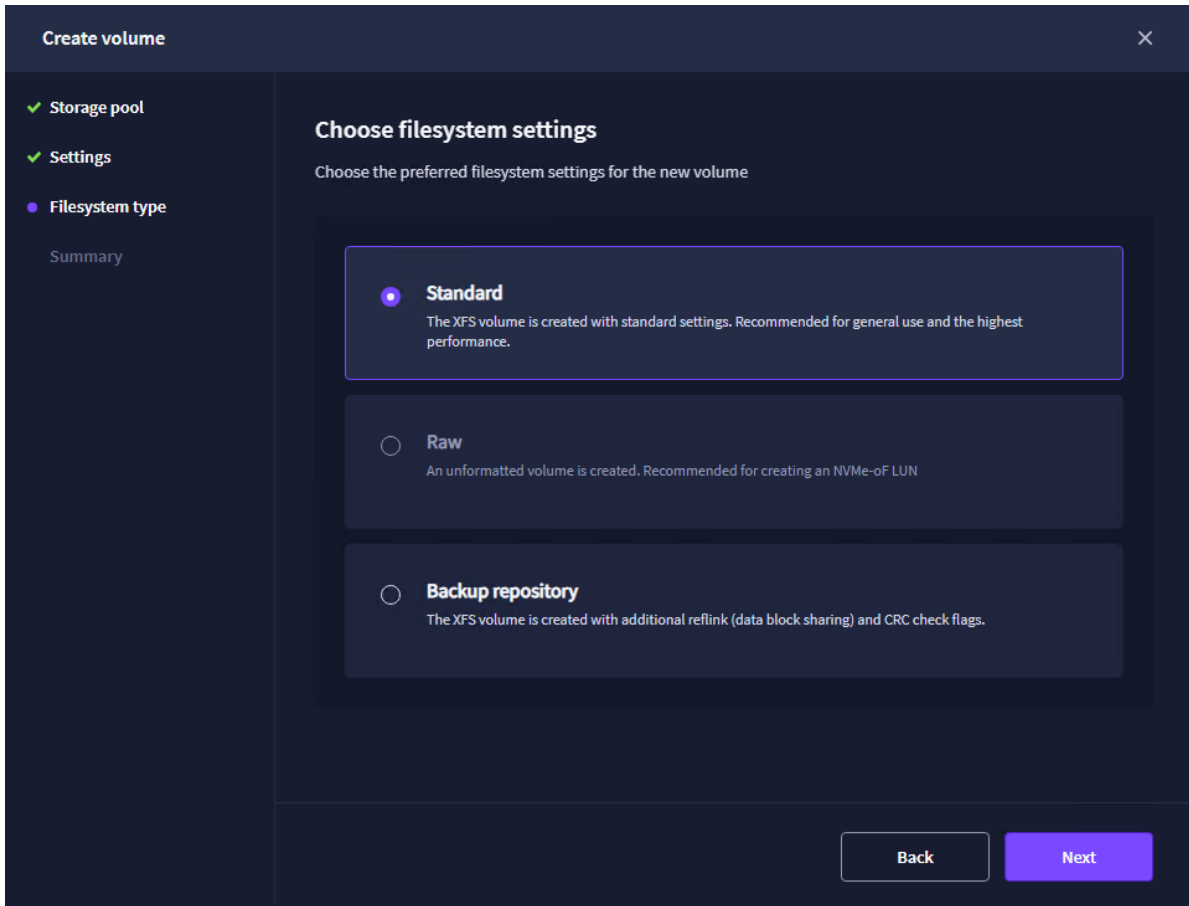 Create volume
Storage pool
Settings
Filesystem type
Summary
Choose filesystem settings
Choose the preferred filesystem settings for the new volume
Standard
The XFS volume is created with standard settings. Recommended for general use and the highest
performance.
Raw
An unformatted volume is created. Recommended for creating an NVMe-oF LUN
Backup repository
The XFS volume is created with additional reflink (data block sharing) and CRC check flags.
Back
Next